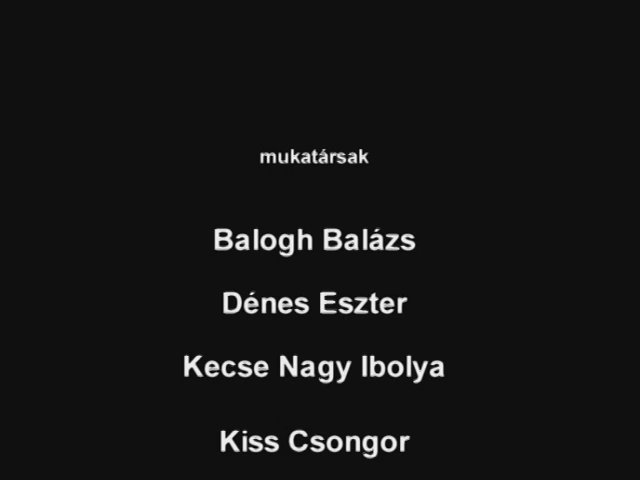 mukatársak
Balogh Balázs
Dénes Eszter
Kecse Nagy Ibolya
Kiss Csongor